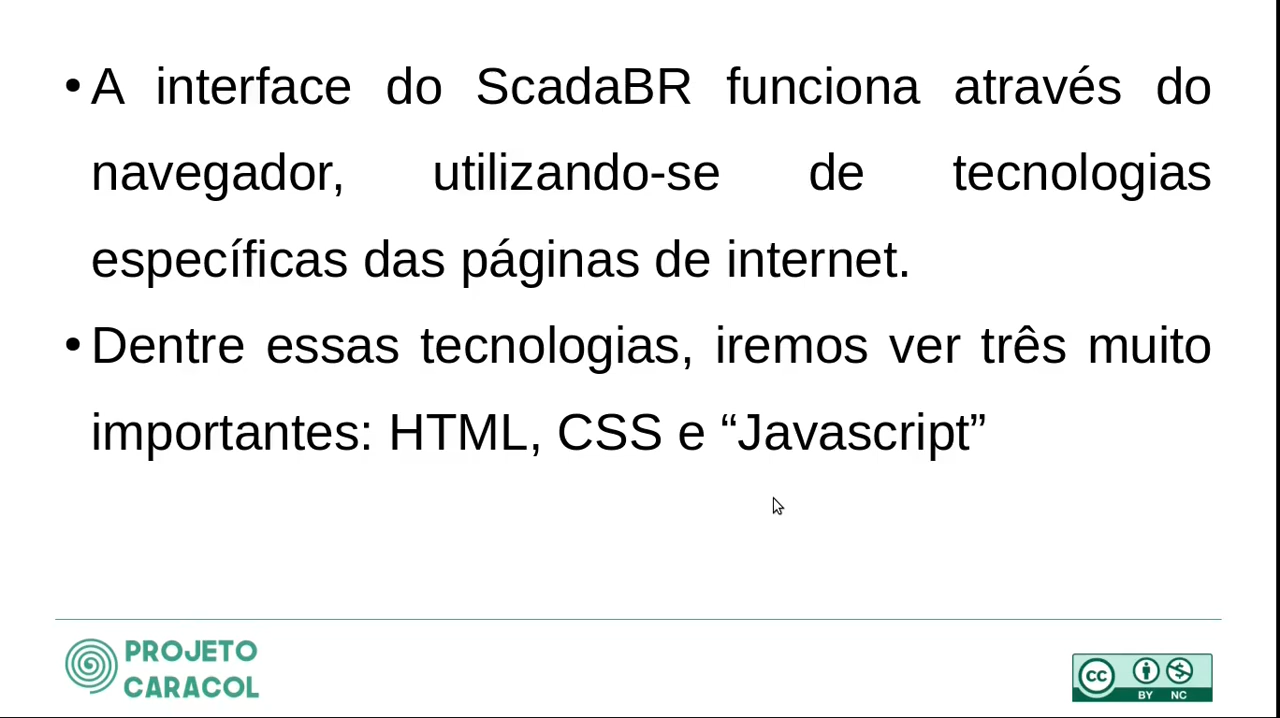 • A interface do ScadaBR funciona através do
navegador, utilizando-se de tecnologias
específicas das páginas de internet.
• Dentre essas tecnologias, iremos ver três muito
importantes: HTML, CSS e “Javascript”
PROJETO
CARACOL
cc
BY NC